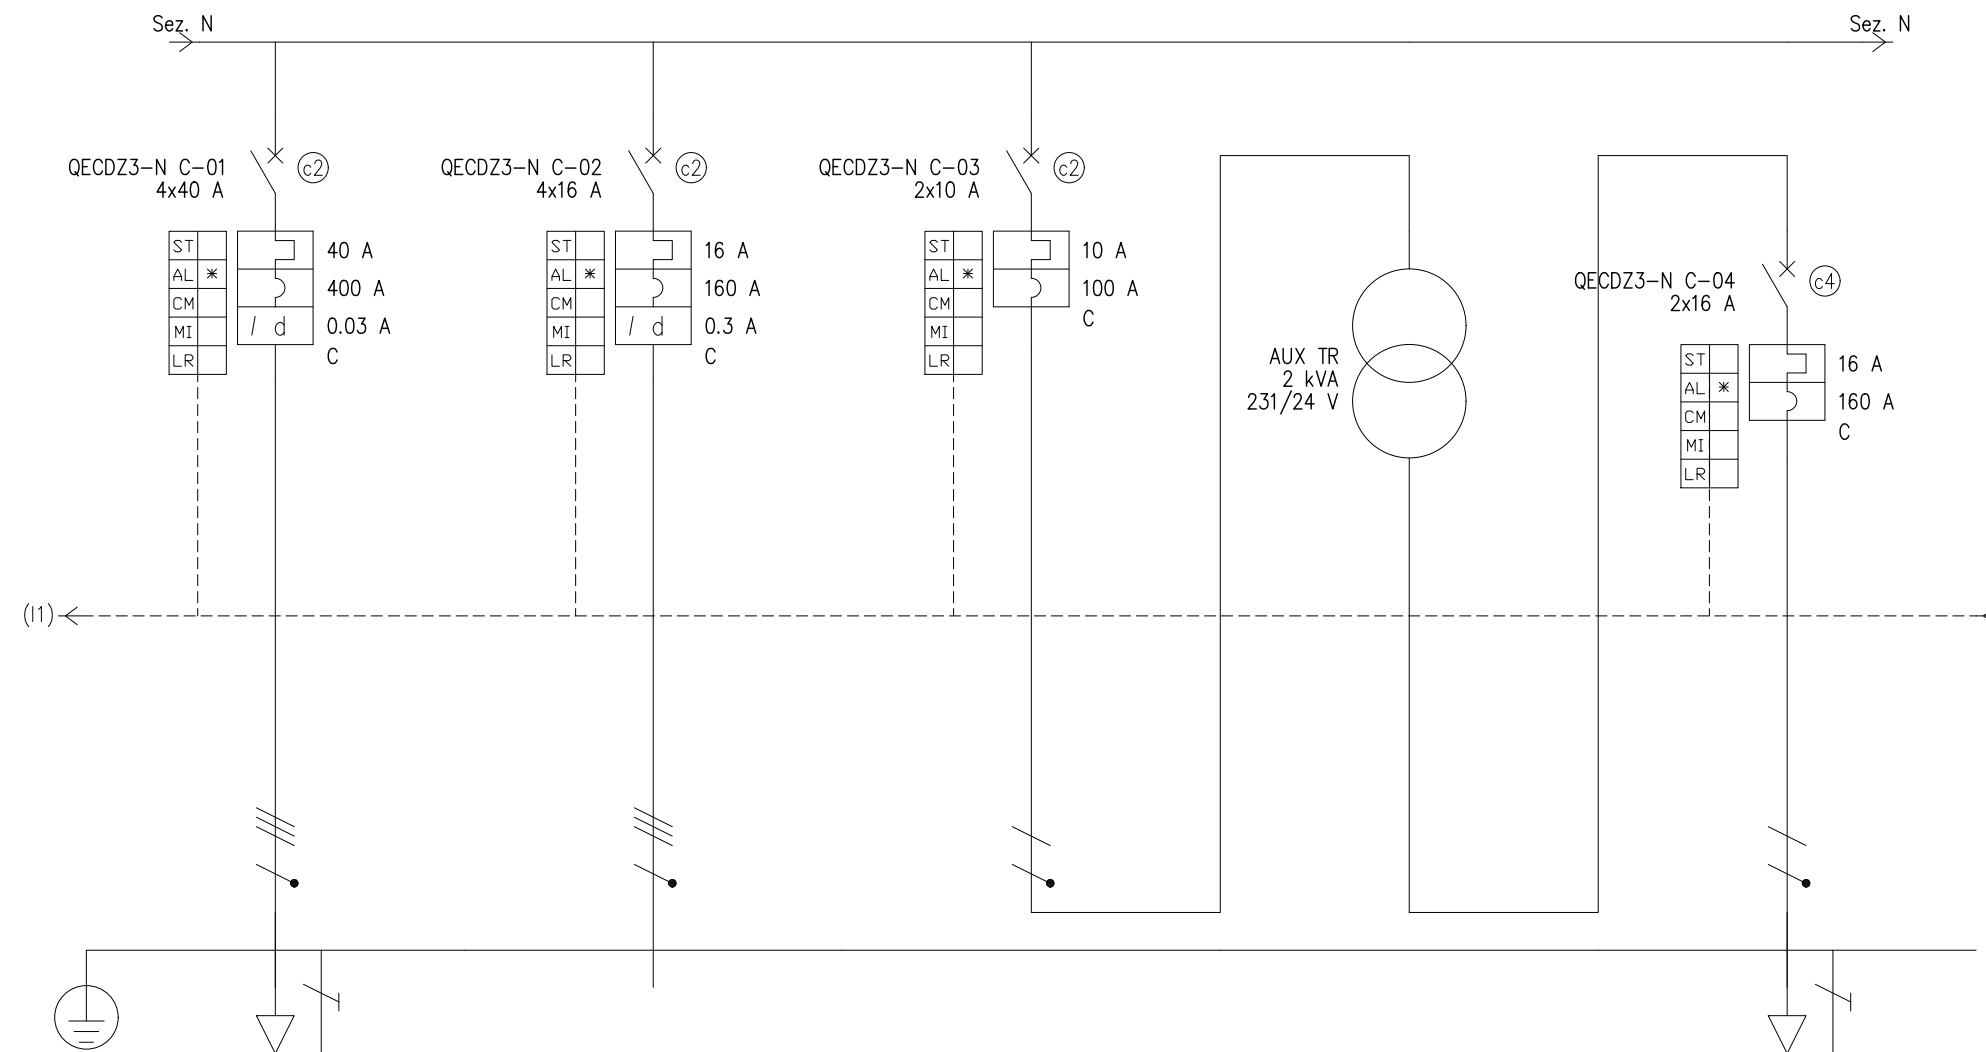 Sez. N
Sez. N
QECDZ3-N C-01
4x40 A
c2
ST
AL *
CM
MI
LR
40 A
400 A
I d
0.03 A
C
QECDZ3-N C-02
4x16 A
c2
ST
AL *
CM
MI
LR
16 A
160 A
I d
0.3 A
C
QECDZ3-N C-03
2x10 A
c2
ST
AL *
CM
MI
LR
10 A
100 A
C
AUX TR
2 kVA
231/24 V
QECDZ3-N C-04
2x16 A
c4
ST
AL *
CM
MI
LR
16 A
160 A
C
(I1)